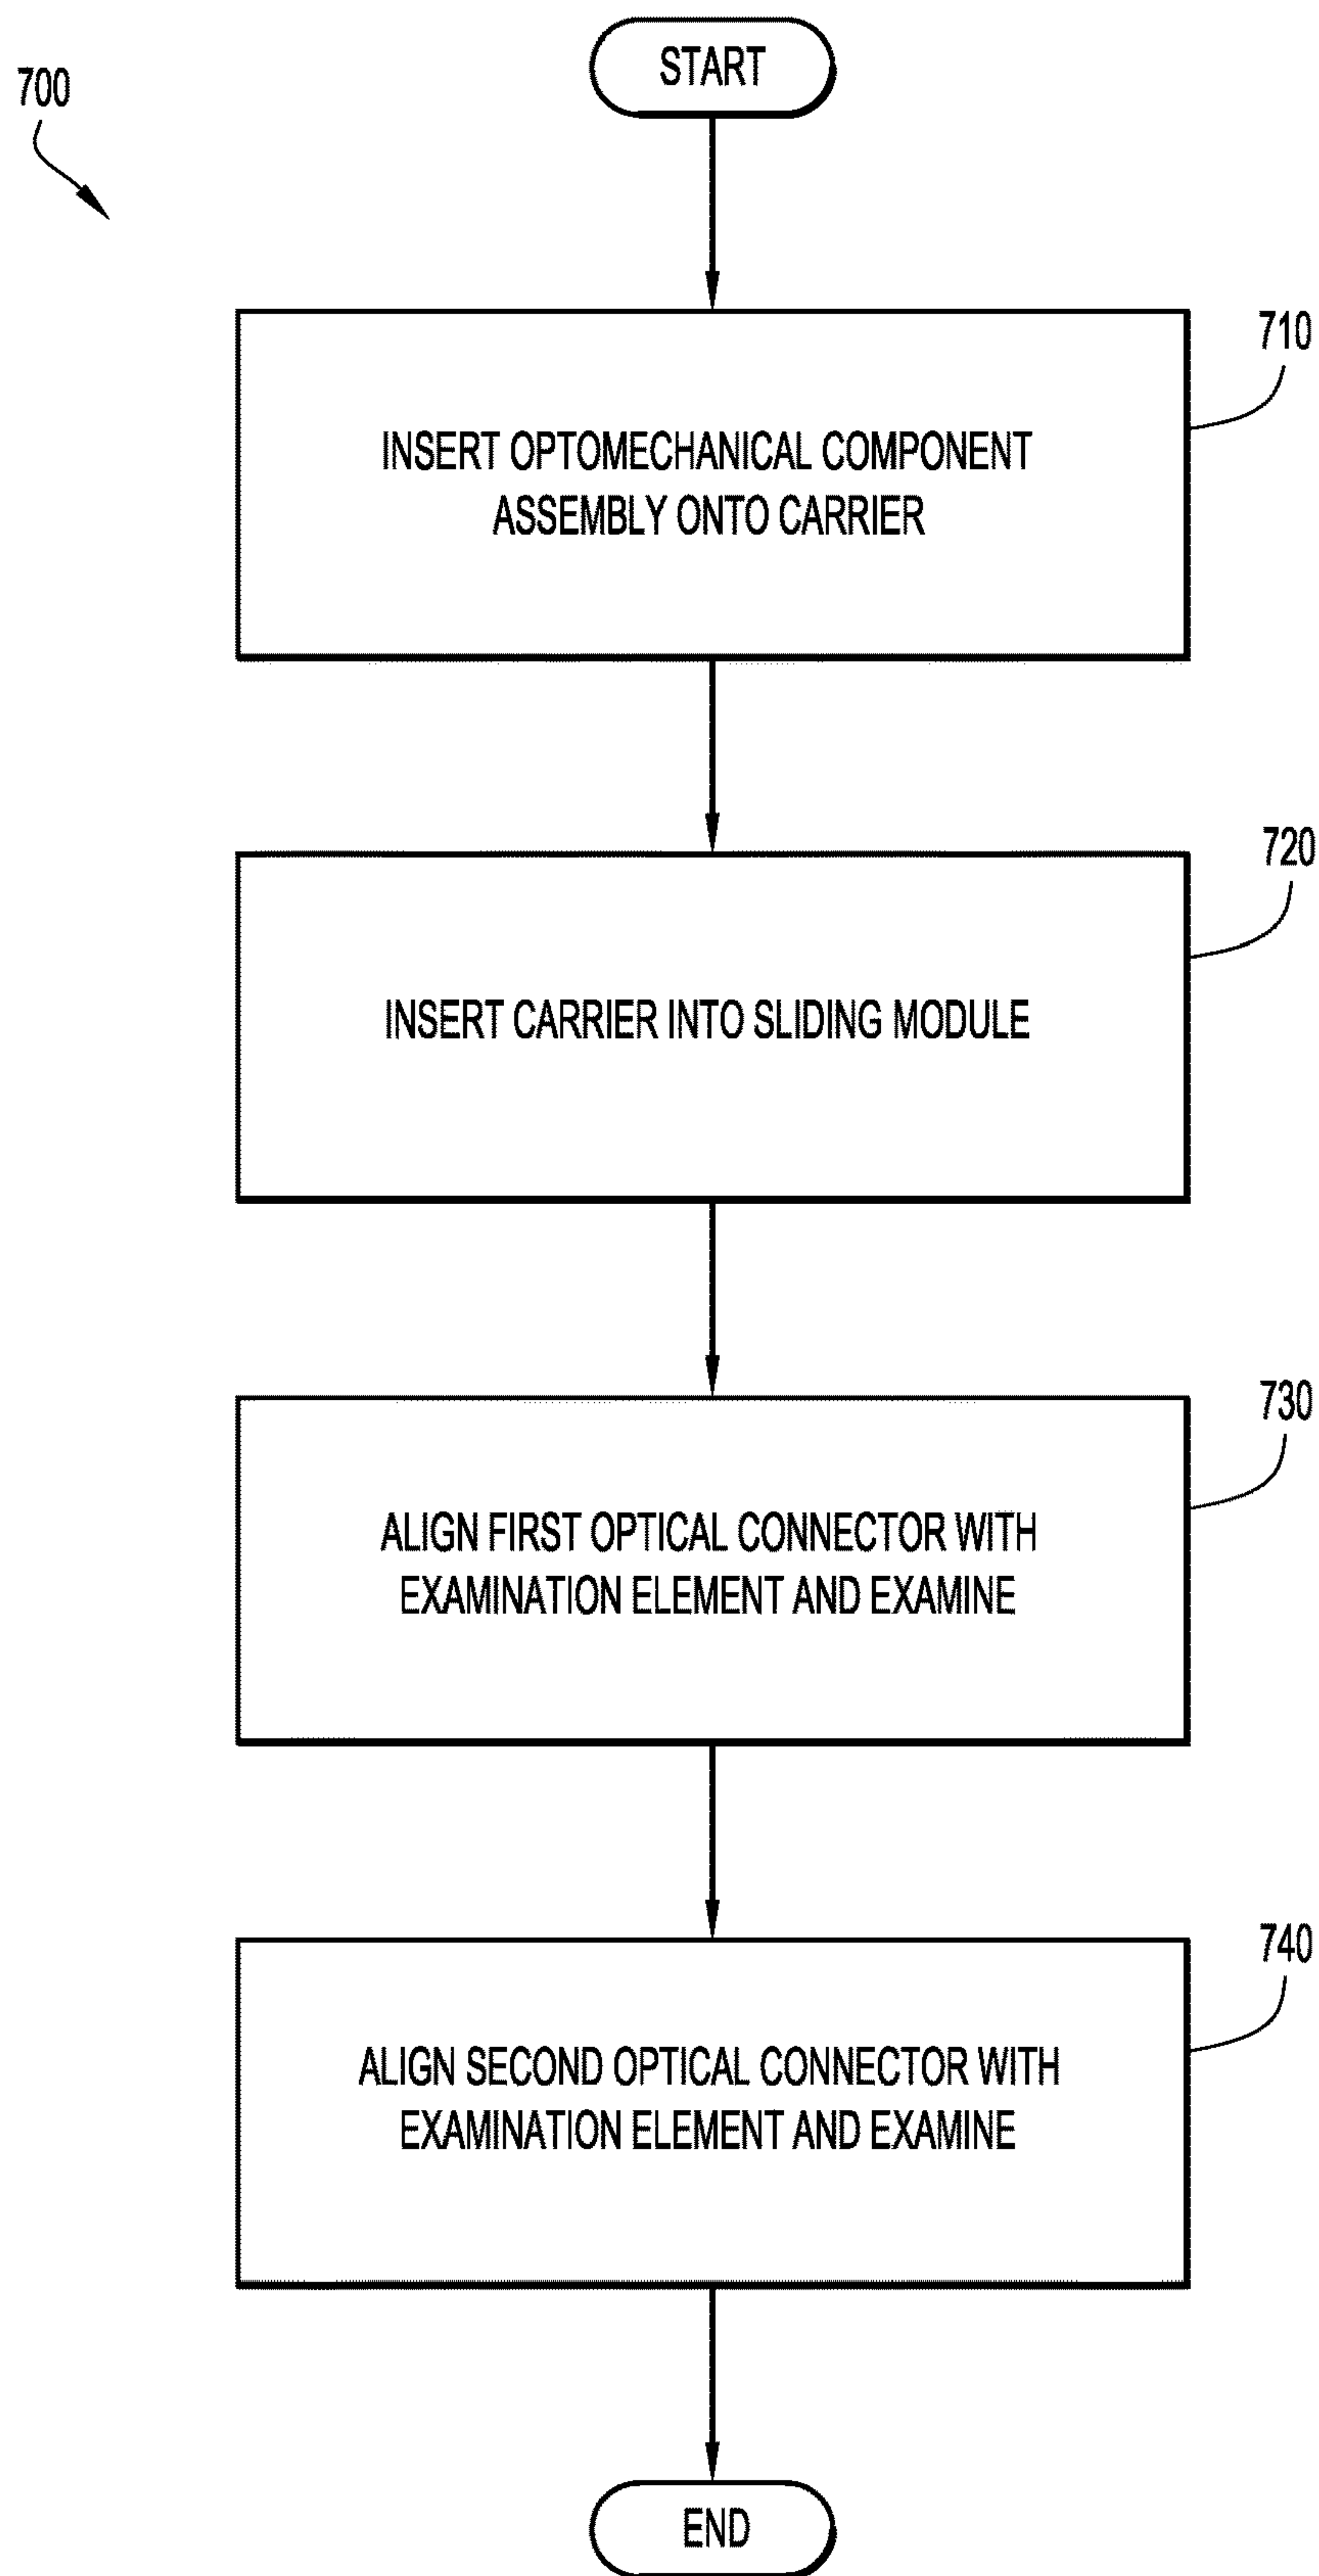 START
700
710
INSERT OPTOMECHANICAL COMPONENT
ASSEMBLY ONTO CARRIER
720
INSERT CARRIER INTO SLIDING MODULE
730
ALIGN FIRST OPTICAL CONNECTOR WITH
EXAMINATION ELEMENT AND EXAMINE
740
ALIGN SECOND OPTICAL CONNECTOR WITH
EXAMINATION ELEMENT AND EXAMINE
END